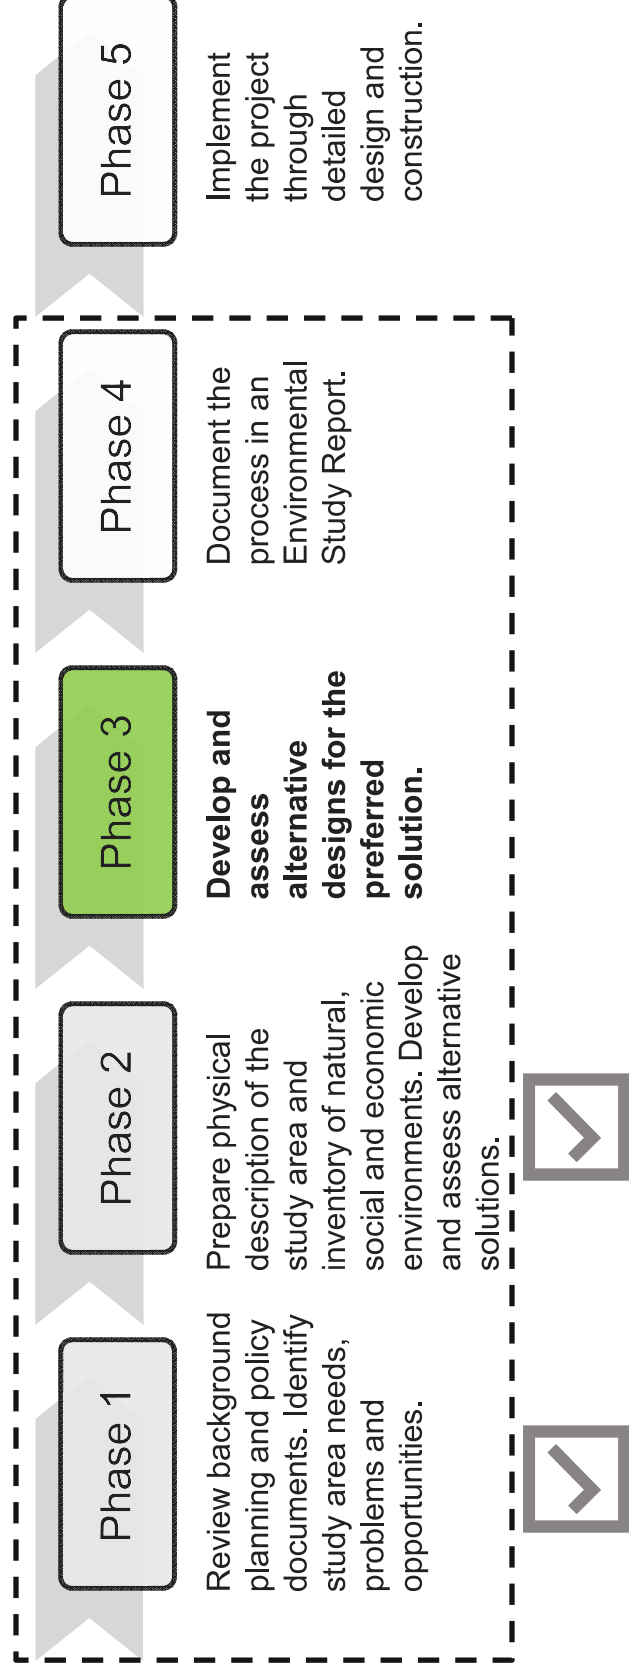 Phase 1
Review background
planning and policy
documents. Identify
study area needs,
problems and
opportunities.
Phase 2
Prepare physical
description of the
study area and
inventory of natural,
social and economic
environments. Develop
and assess alternative
solutions.
Phase 3
Develop and
assess
alternative
designs for the
preferred
solution.
Phase 4
Document the
process in an
Environmental
Study Report.
Phase 5
Implement
the project
through
detailed
design and
construction.